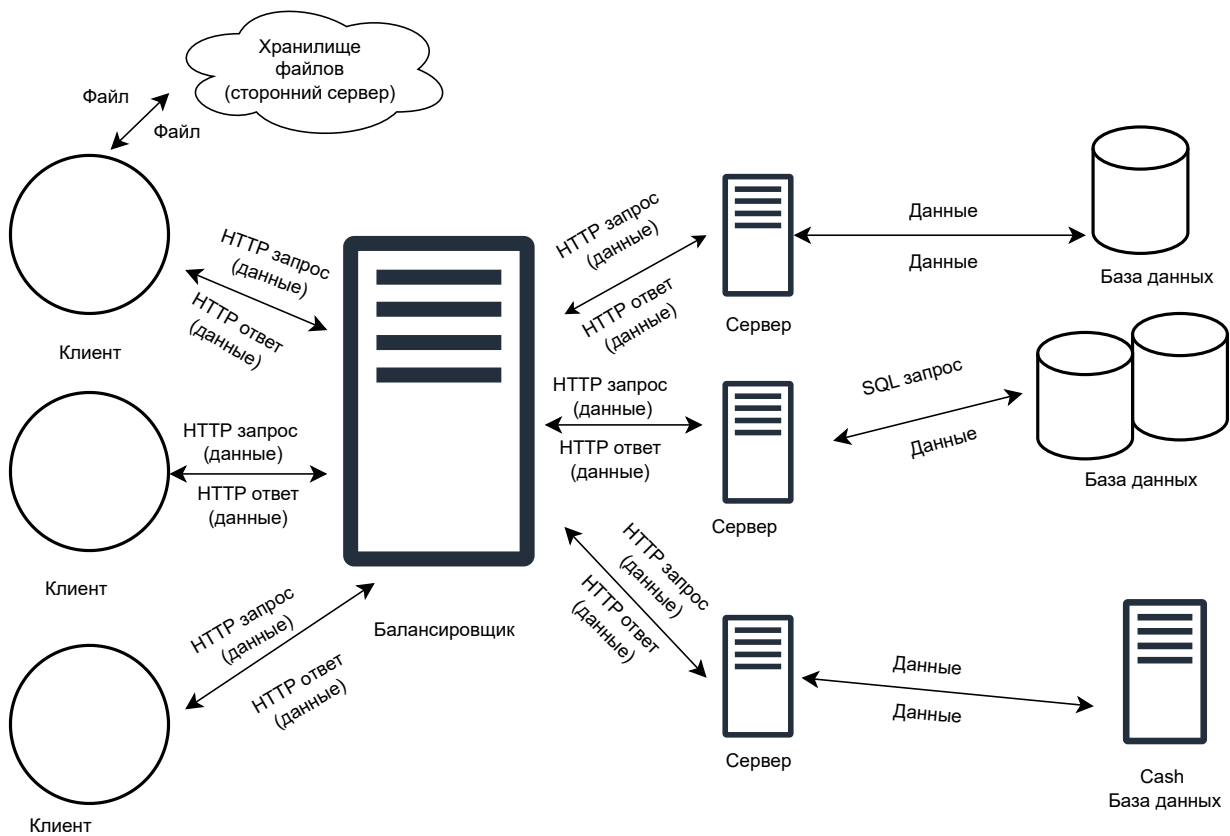 Хранилище
файлов
(сторонний сервер)
Файл
Файл
HTTP запрос
(данные)
HTTP ответ
(данные)
Клиент
HTTP запрос
(данные)
HTTP ответ
(данные)
Клиент
HTTP запрос
(данные)
HTTP ответ
(данные)
Клиент
Балансировщик
HTTP запрос
(данные)
HTTP ответ
(данные)
Сервер
HTTP запрос
(данные)
HTTP ответ
(данные)
Сервер
HTTP запрос
(данные)
HTTP ответ
(данные)
Сервер
Данные
Данные
База данных
SQL запрос
Данные
База данных
Данные
Данные
Cash
База данных